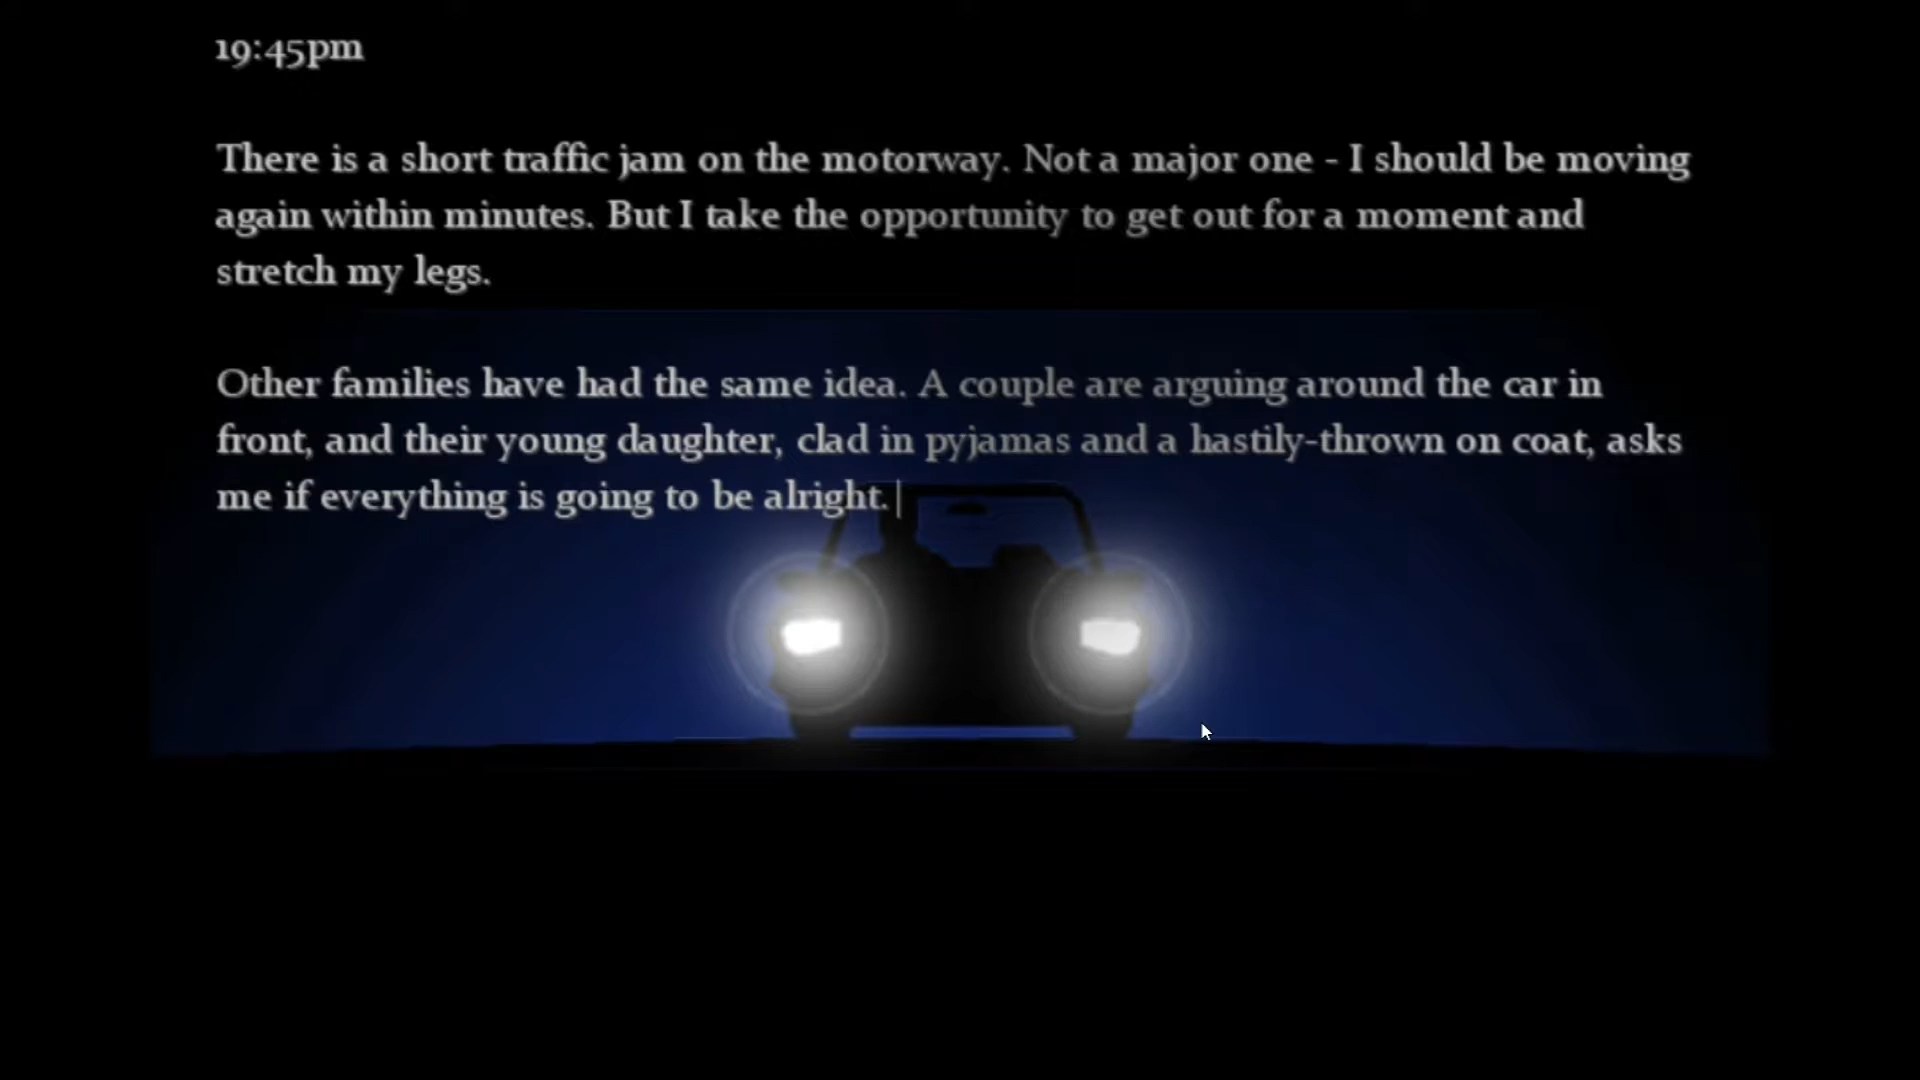 19:45pm
There is a short traffic jam on the motorway. Not a major one - I should be moving
again within minutes. But I take the opportunity to get out for a moment and
stretch my legs.
Other families have had the same idea. A couple are arguing around the car in
front, and their young daughter, clad in pyjamas and a hastily-thrown on coat, asks
me if everything is going to be alright.